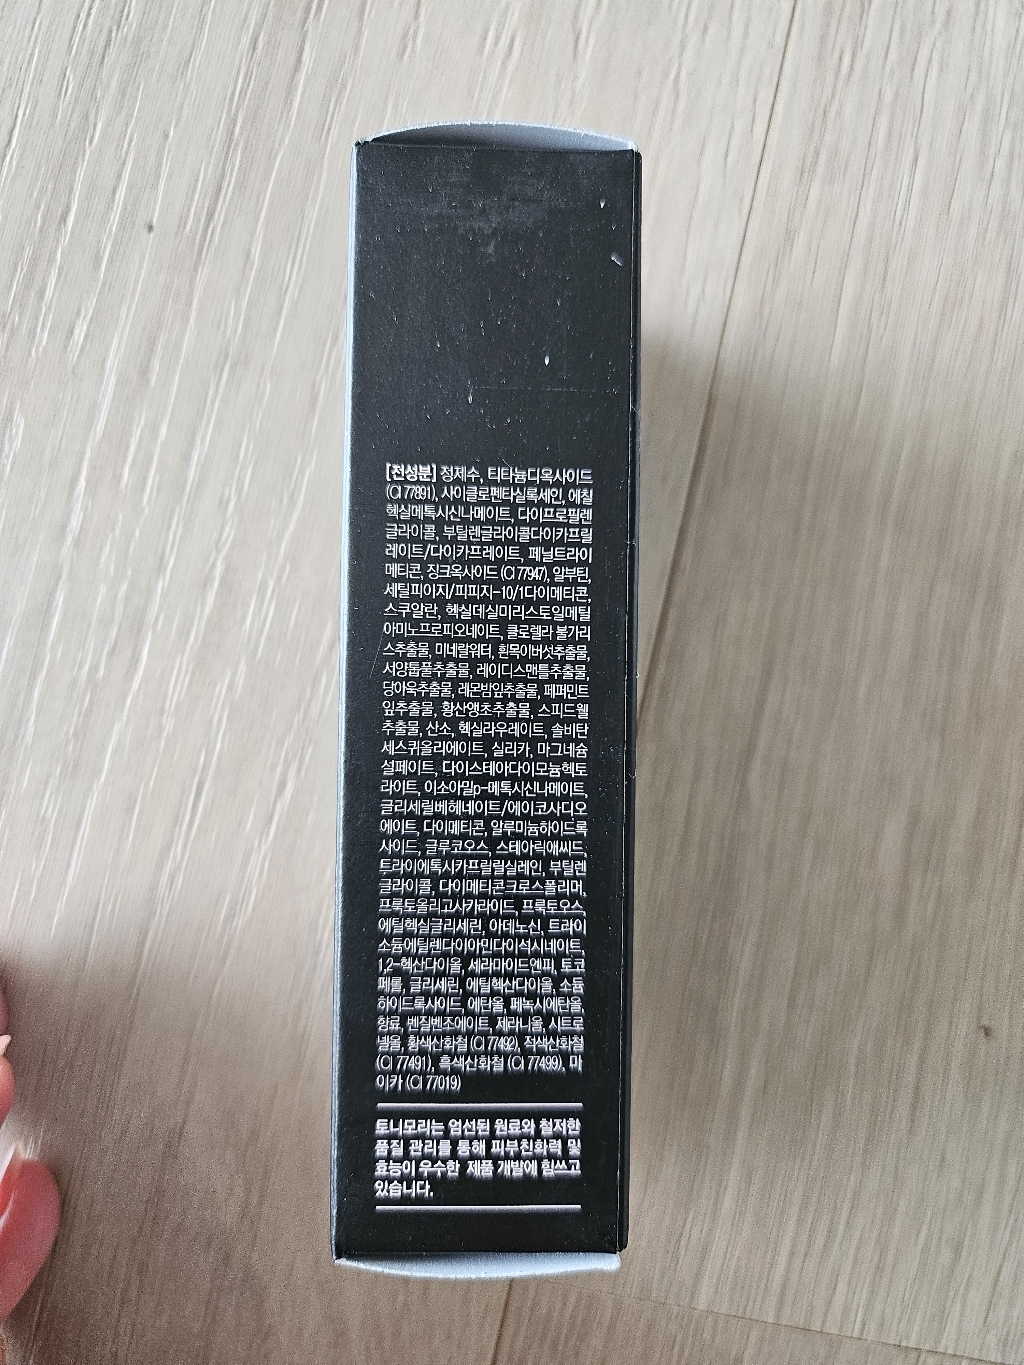 [전성분] 정제수, 티타늄디옥사이드
(CI 77891), 사이클로펜타실록세인, 에칠
헥실메톡시신나메이트, 다이프로필렌
글라이콜, 부틸렌글라이콜다이카프릴
레이트/다이카프레이트, 페닐트라이
메티콘, 징크옥사이드 (CI 77947), 알부틴,
세틸피이지/피피지-10/1다이메티콘,
스쿠알란, 헥실데실미리스토일메틸
아미노프로피오네이트, 클로렐라 불가리
스추출물, 미네랄워터, 흰목이버섯추출물,
서양톱풀추출물, 레이디스맨틀추출물,
당아욱추출물, 레몬밤잎추출물, 페퍼민트
잎추출물, 황산앵초추출물, 스피드웰
추출물, 산소, 헥실라우레이트, 솔비탄
세스퀴올리에이트, 실리카, 마그네슘
설페이트, 다이스테아다이모늄헥토
라이트, 이소아밀p-메톡시신나메이트,
글리세릴베헤네이트/에이코사디오
에이트, 다이메티콘, 알루미늄하이드록
사이드, 글루코오스, 스테아릭애씨드,
트라이에톡시카프릴릴실레인, 부틸렌
글라이콜, 다이메티콘크로스폴리머,
프룩토올리고사카라이드, 프룩토오스,
에틸헥실글리세린, 아데노신, 트라이
소듐에틸렌다이아민다이석시네이트,
1,2-헥산다이올, 세라마이드엔피, 토코
페롤, 글리세린, 에틸헥산다이올, 소듐
하이드록사이드, 에탄올, 페녹시에탄올,
향료, 벤질벤조에이트, 제라니올, 시트로
넬올, 황색산화철 (CI 77492), 적색산화철
(CI 77491), 흑색산화철 (CI 77499), 마
이카 (CI 77019)
토니모리는 엄선된 원료와 철저한
품질 관리를 통해 피부친화력 및
효능이 우수한 제품 개발에 힘쓰고
있습니다.